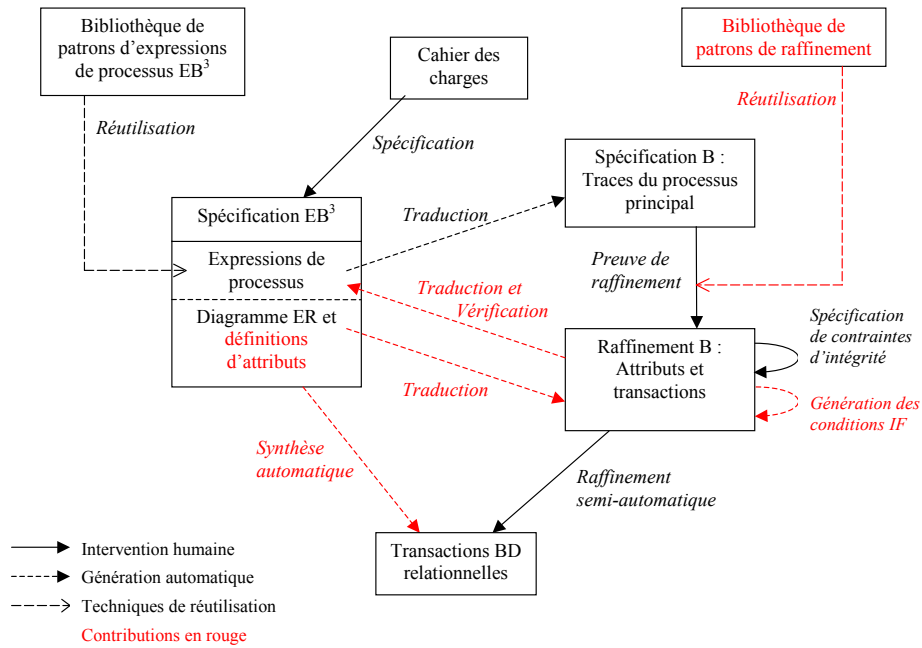 Bibliothèque de
patrons d'expressions
de processus EB³
Cahier des
charges
Bibliothèque de
patrons de raffinement
Réutilisation
Réutilisation
Spécification
Spécification B :
Traces du processus
principal
Spécification EB³
Traduction
Expressions de
processus
Preuve de
raffinement
Traduction et
Vérification
Diagramme ER et
définitions
d'attributs
Spécification
de contraintes
d'intégrité
Raffinement B :
Attributs et
transactions
Traduction
Génération des
conditions IF
Synthèse
automatique
Raffinement
semi-automatique
Transactions BD
relationnelles
Intervention humaine
Génération automatique
Techniques de réutilisation
Contributions en rouge